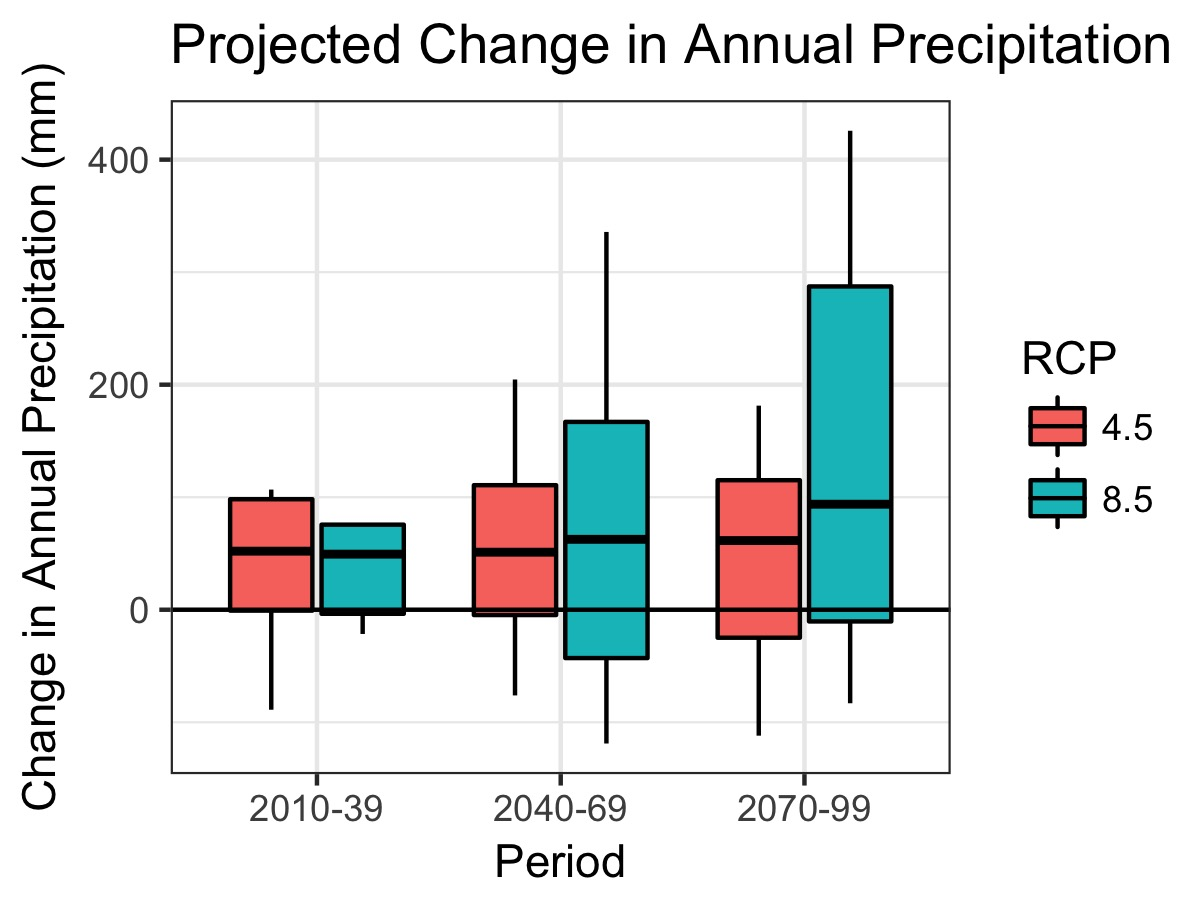 Projected Change in Annual Precipitation
Change in Annual Precipitation (mm)
400
200
0
2010-39
2040-69
2070-99
Period
RCP
4.5
8.5